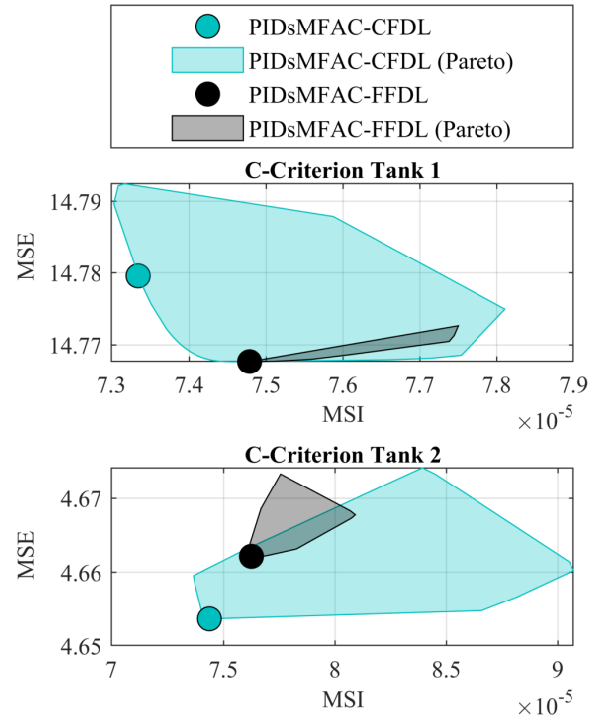 PIDsMFAC-CFDL
PIDsMFAC-CFDL (Pareto)
PIDsMFAC-FFDL
PIDsMFAC-FFDL (Pareto)
C-Criterion Tank 1
14.79
14.78
14.77
MSE
7.3 7.4 7.5 7.6 7.7 7.8 7.9
MSI
×10⁻⁵
C-Criterion Tank 2
4.67
4.66
4.65
MSE
7 7.5 8 8.5 9
MSI
×10⁻⁵